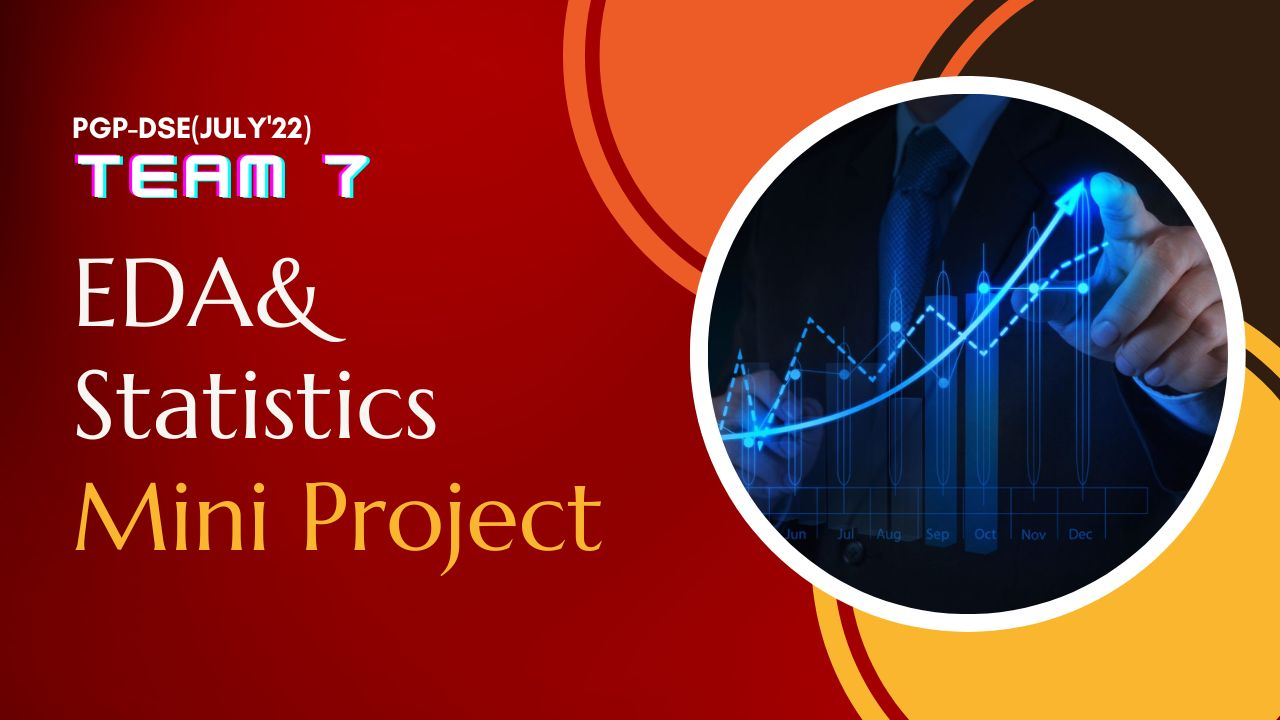 PGP-DSE(JULY'22)
TEAM 7
EDA&
Statistics
Mini Project
Jun Jul Aug Sep Oct Nov Dec